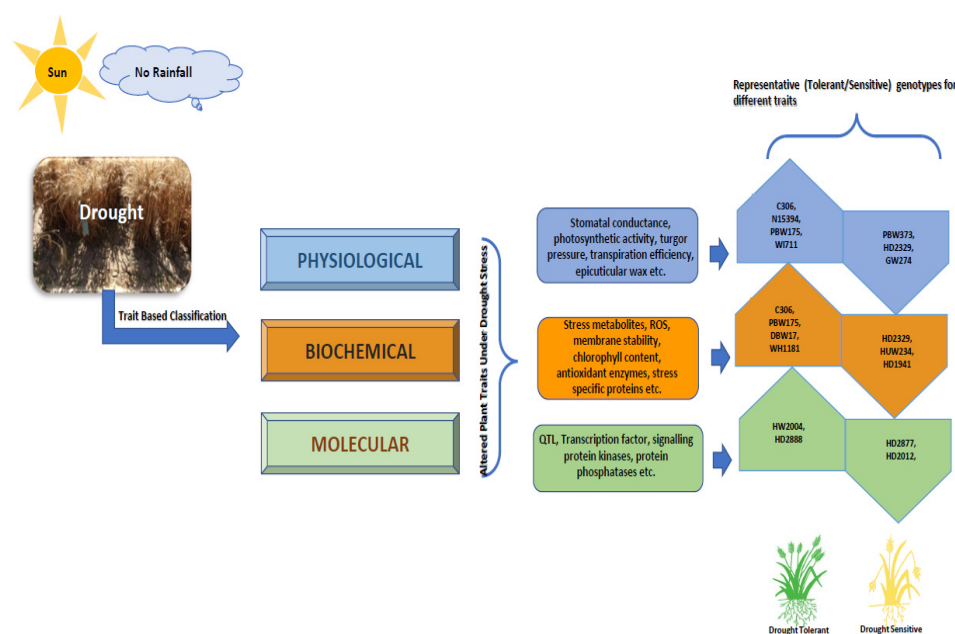 Sun
No Rainfall
Drought
Trait Based Classification
PHYSIOLOGICAL
BIOCHEMICAL
MOLECULAR
Altered Plant Traits Under Drought Stress
Stomatal conductance,
photosynthetic activity, turgor
pressure, transpiration efficiency,
epicuticular wax etc.
Stress metabolites, ROS,
membrane stability,
chlorophyll content,
antioxidant enzymes, stress
specific proteins etc.
QTL, Transcription factor, signalling
protein kinases, protein
phosphatases etc.
Representative (Tolerant/Sensitive) genotypes for
different traits
C306,
N15394,
PBW175,
WI711
PBW373,
HD2329,
GW274
C306,
PBW175,
DBW17,
WH1181
HD2329,
HUW234,
HD1941
HW2004,
HD2888
HD2877,
HD2012,
Drought Tolerant
Drought Sensitive